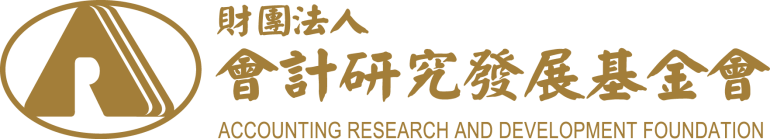 財團法人
會計研究發展基金會
ACCOUNTING RESEARCH AND DEVELOPMENT FOUNDATION